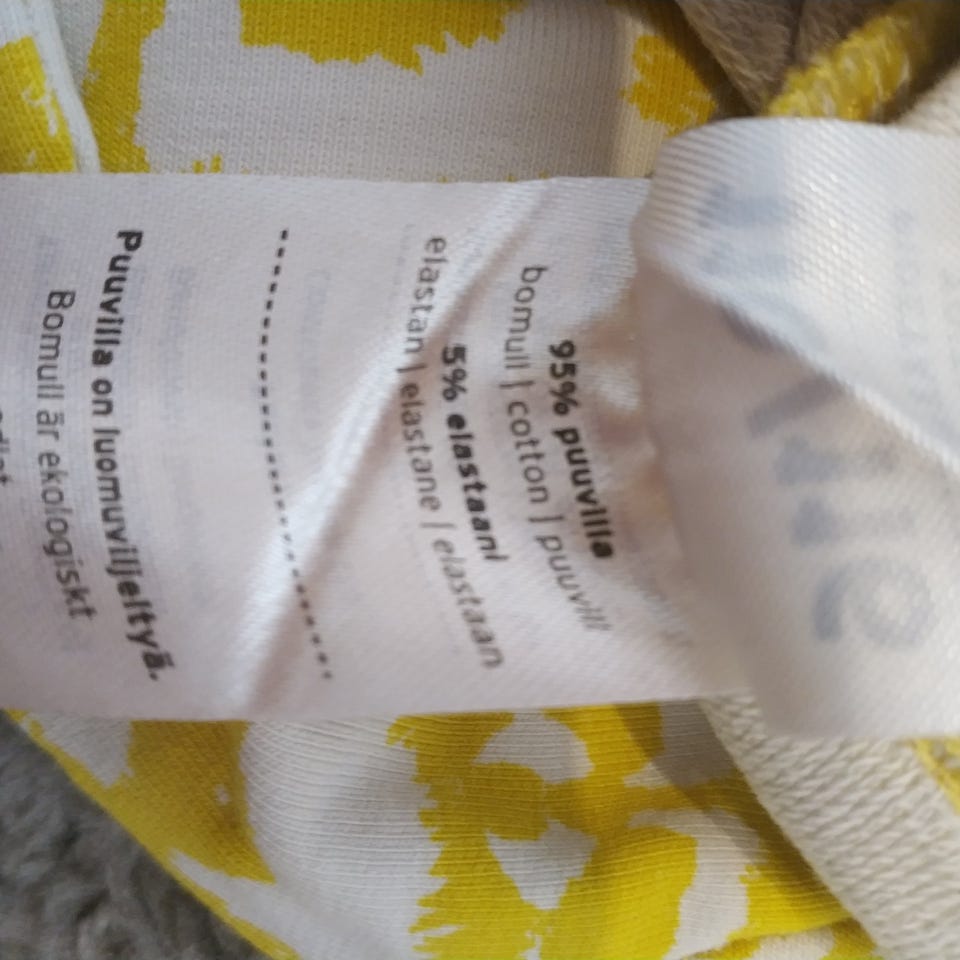 95% puuvilla
bomull | cotton | puuvill
5% elastaani
elastan | elastane | elastaan
Puuvilla on luomuviljeltyä.
Bomull är ekologiskt